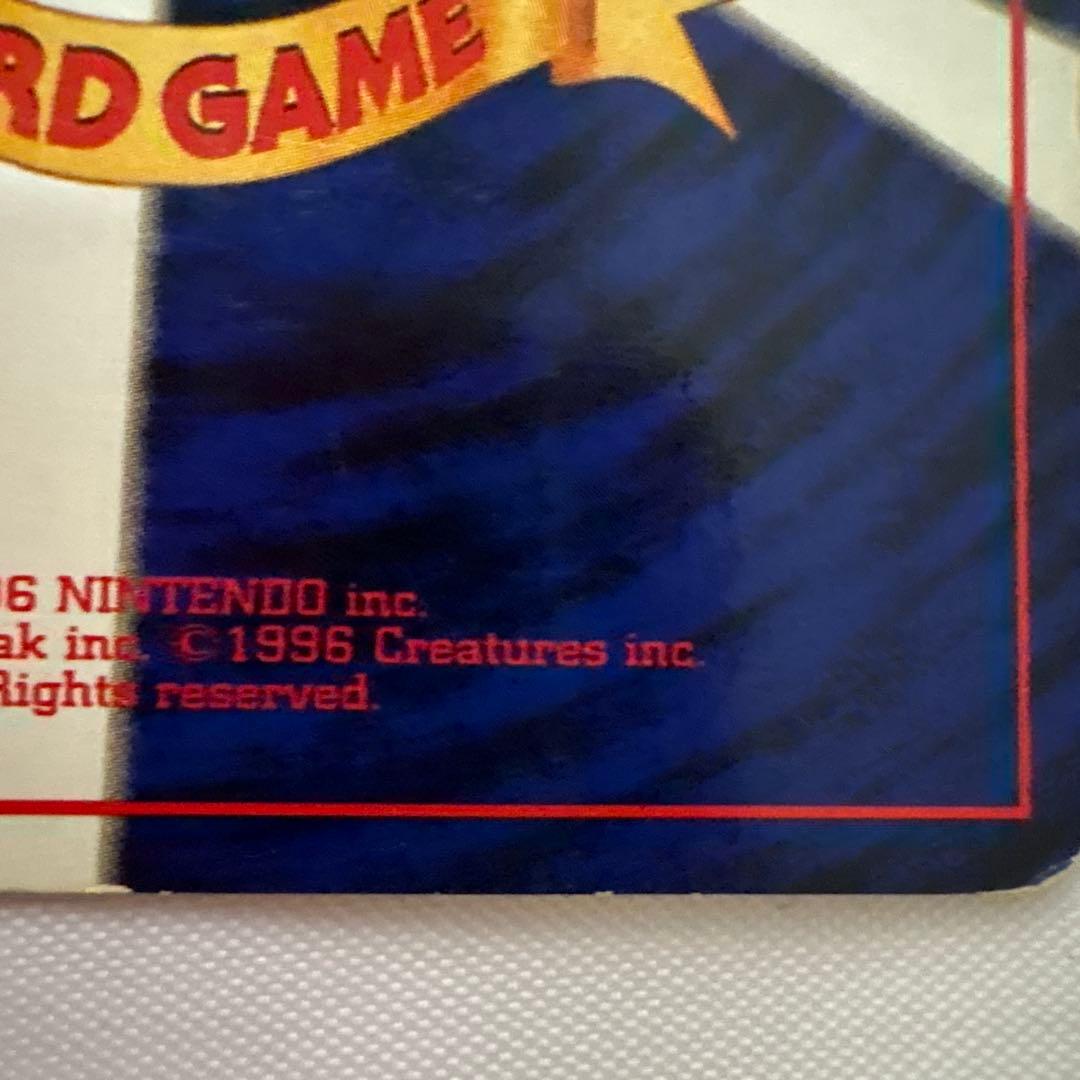 RD GAME
96 NINTENDO inc.
ak inc. ©1996 Creatures inc.
Rights reserved.